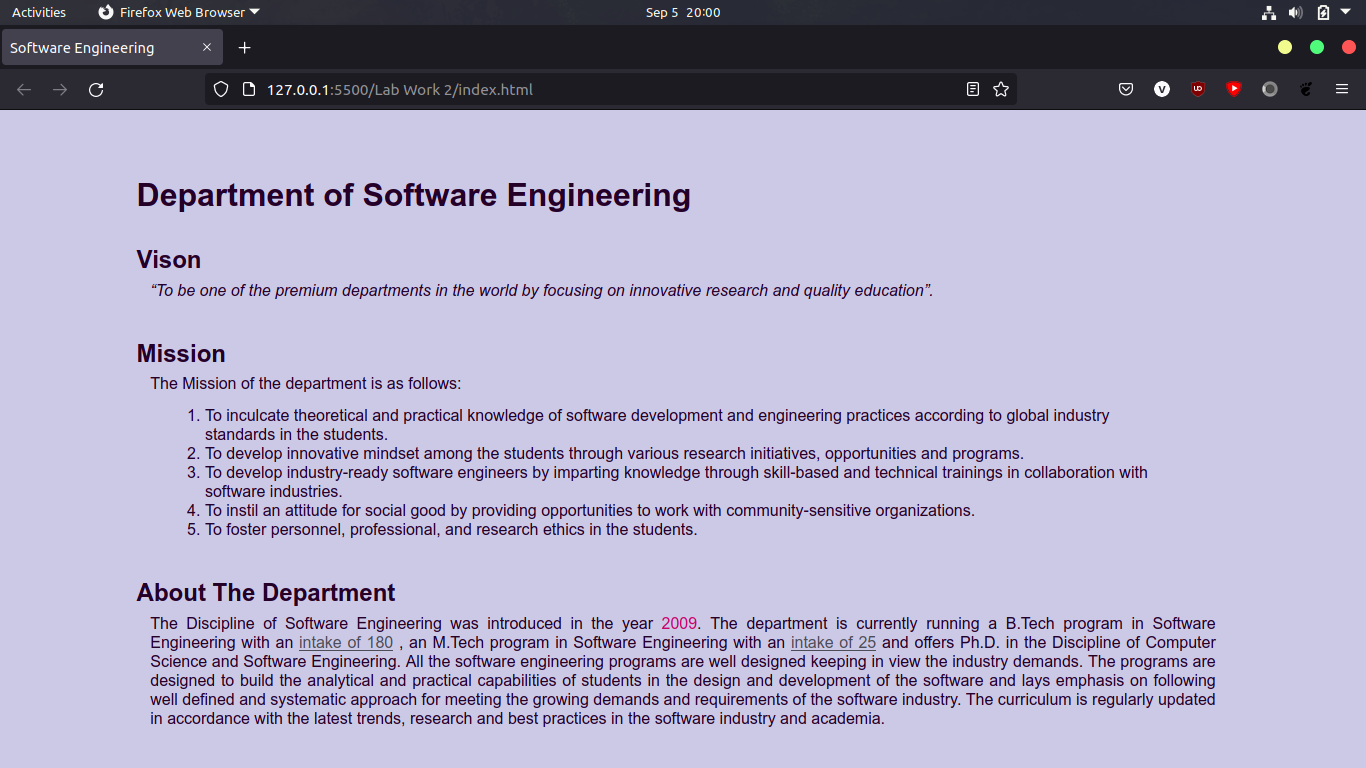 Activities Firefox Web Browser Sep 5 20:00
Software Engineering
127.0.0.1:5500/Lab Work 2/index.html
V UD
Department of Software Engineering
Vison
“To be one of the premium departments in the world by focusing on innovative research and quality education”.
Mission
The Mission of the department is as follows:
1. To inculcate theoretical and practical knowledge of software development and engineering practices according to global industry
standards in the students.
2. To develop innovative mindset among the students through various research initiatives, opportunities and programs.
3. To develop industry-ready software engineers by imparting knowledge through skill-based and technical trainings in collaboration with
software industries.
4. To instil an attitude for social good by providing opportunities to work with community-sensitive organizations.
5. To foster personnel, professional, and research ethics in the students.
About The Department
The Discipline of Software Engineering was introduced in the year 2009. The department is currently running a B.Tech program in Software
Engineering with an intake of 180 , an M.Tech program in Software Engineering with an intake of 25 and offers Ph.D. in the Discipline of Computer
Science and Software Engineering. All the software engineering programs are well designed keeping in view the industry demands. The programs are
designed to build the analytical and practical capabilities of students in the design and development of the software and lays emphasis on following
well defined and systematic approach for meeting the growing demands and requirements of the software industry. The curriculum is regularly updated
in accordance with the latest trends, research and best practices in the software industry and academia.